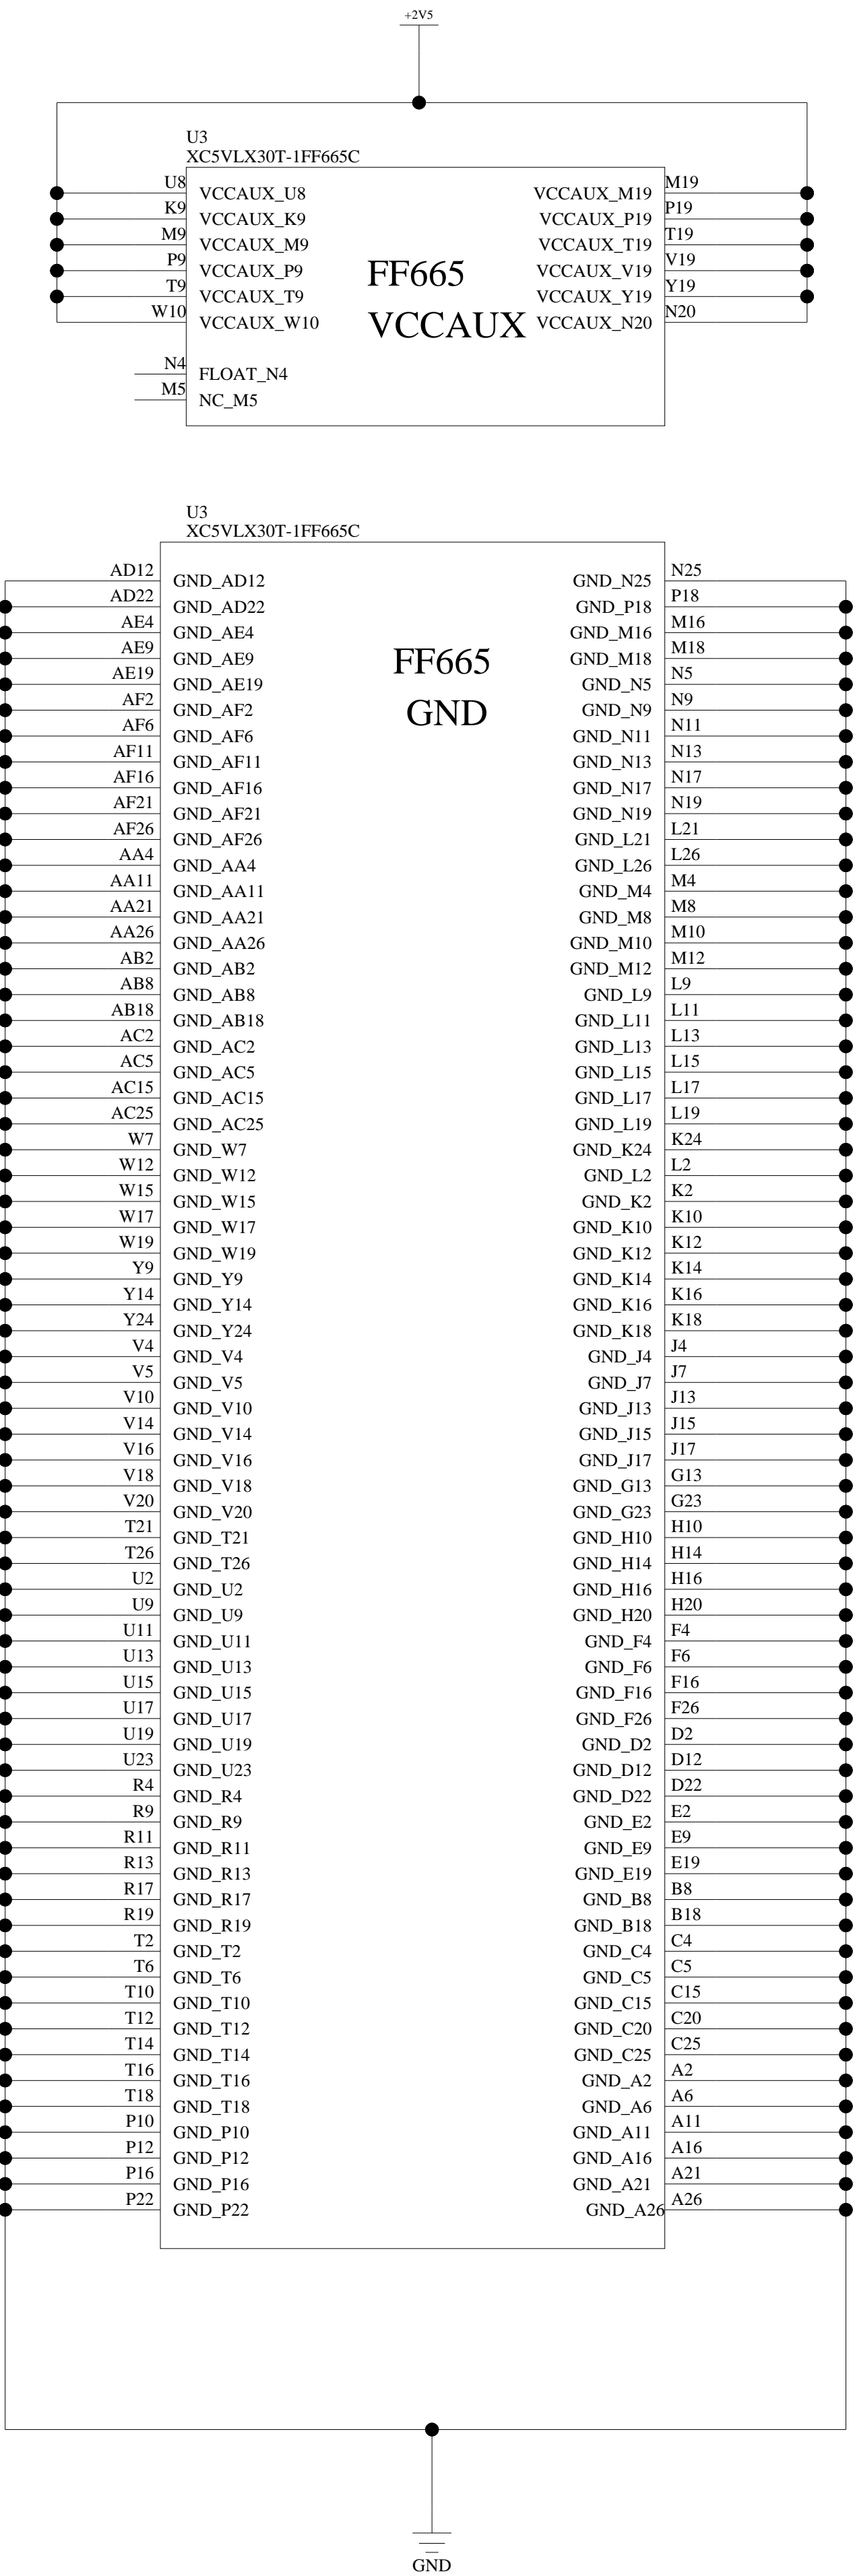 +2V5
U3
XC5VLX30T-1FF665C
U8 VCCAUX_U8 VCCAUX_M19 M19
K9 VCCAUX_K9 VCCAUX_P19 P19
M9 VCCAUX_M9 VCCAUX_T19 T19
P9 VCCAUX_P9 FF665 VCCAUX_V19 V19
T9 VCCAUX_T9 VCCAUX_Y19 Y19
W10 VCCAUX_W10 VCCAUX VCCAUX_N20 N20
N4 FLOAT_N4
M5 NC_M5
U3
XC5VLX30T-1FF665C
AD12 GND_AD12 GND_N25 N25
AD22 GND_AD22 GND_P18 P18
AE4 GND_AE4 GND_M16 M16
AE9 GND_AE9 FF665 GND_M18 M18
AE19 GND_AE19 GND_N5 N5
AF2 GND_AF2 GND GND_N9 N9
AF6 GND_AF6 GND_N11 N11
AF11 GND_AF11 GND_N13 N13
AF16 GND_AF16 GND_N17 N17
AF21 GND_AF21 GND_N19 N19
AF26 GND_AF26 GND_L21 L21
AA4 GND_AA4 GND_L26 L26
AA11 GND_AA11 GND_M4 M4
AA21 GND_AA21 GND_M8 M8
AA26 GND_AA26 GND_M10 M10
AB2 GND_AB2 GND_M12 M12
AB8 GND_AB8 GND_L9 L9
AB18 GND_AB18 GND_L11 L11
AC2 GND_AC2 GND_L13 L13
AC5 GND_AC5 GND_L15 L15
AC15 GND_AC15 GND_L17 L17
AC25 GND_AC25 GND_L19 L19
W7 GND_W7 GND_K24 K24
W12 GND_W12 GND_L2 L2
W15 GND_W15 GND_K2 K2
W17 GND_W17 GND_K10 K10
W19 GND_W19 GND_K12 K12
Y9 GND_Y9 GND_K14 K14
Y14 GND_Y14 GND_K16 K16
Y24 GND_Y24 GND_K18 K18
V4 GND_V4 GND_J4 J4
V5 GND_V5 GND_J7 J7
V10 GND_V10 GND_J13 J13
V14 GND_V14 GND_J15 J15
V16 GND_V16 GND_J17 J17
V18 GND_V18 GND_G13 G13
V20 GND_V20 GND_G23 G23
T21 GND_T21 GND_H10 H10
T26 GND_T26 GND_H14 H14
U2 GND_U2 GND_H16 H16
U9 GND_U9 GND_H20 H20
U11 GND_U11 GND_F4 F4
U13 GND_U13 GND_F6 F6
U15 GND_U15 GND_F16 F16
U17 GND_U17 GND_F26 F26
U19 GND_U19 GND_D2 D2
U23 GND_U23 GND_D12 D12
R4 GND_R4 GND_D22 D22
R9 GND_R9 GND_E2 E2
R11 GND_R11 GND_E9 E9
R13 GND_R13 GND_E19 E19
R17 GND_R17 GND_B8 B8
R19 GND_R19 GND_B18 B18
T2 GND_T2 GND_C4 C4
T6 GND_T6 GND_C5 C5
T10 GND_T10 GND_C15 C15
T12 GND_T12 GND_C20 C20
T14 GND_T14 GND_C25 C25
T16 GND_T16 GND_A2 A2
T18 GND_T18 GND_A6 A6
P10 GND_P10 GND_A11 A11
P12 GND_P12 GND_A16 A16
P16 GND_P16 GND_A21 A21
P22 GND_P22 GND_A26 A26
GND